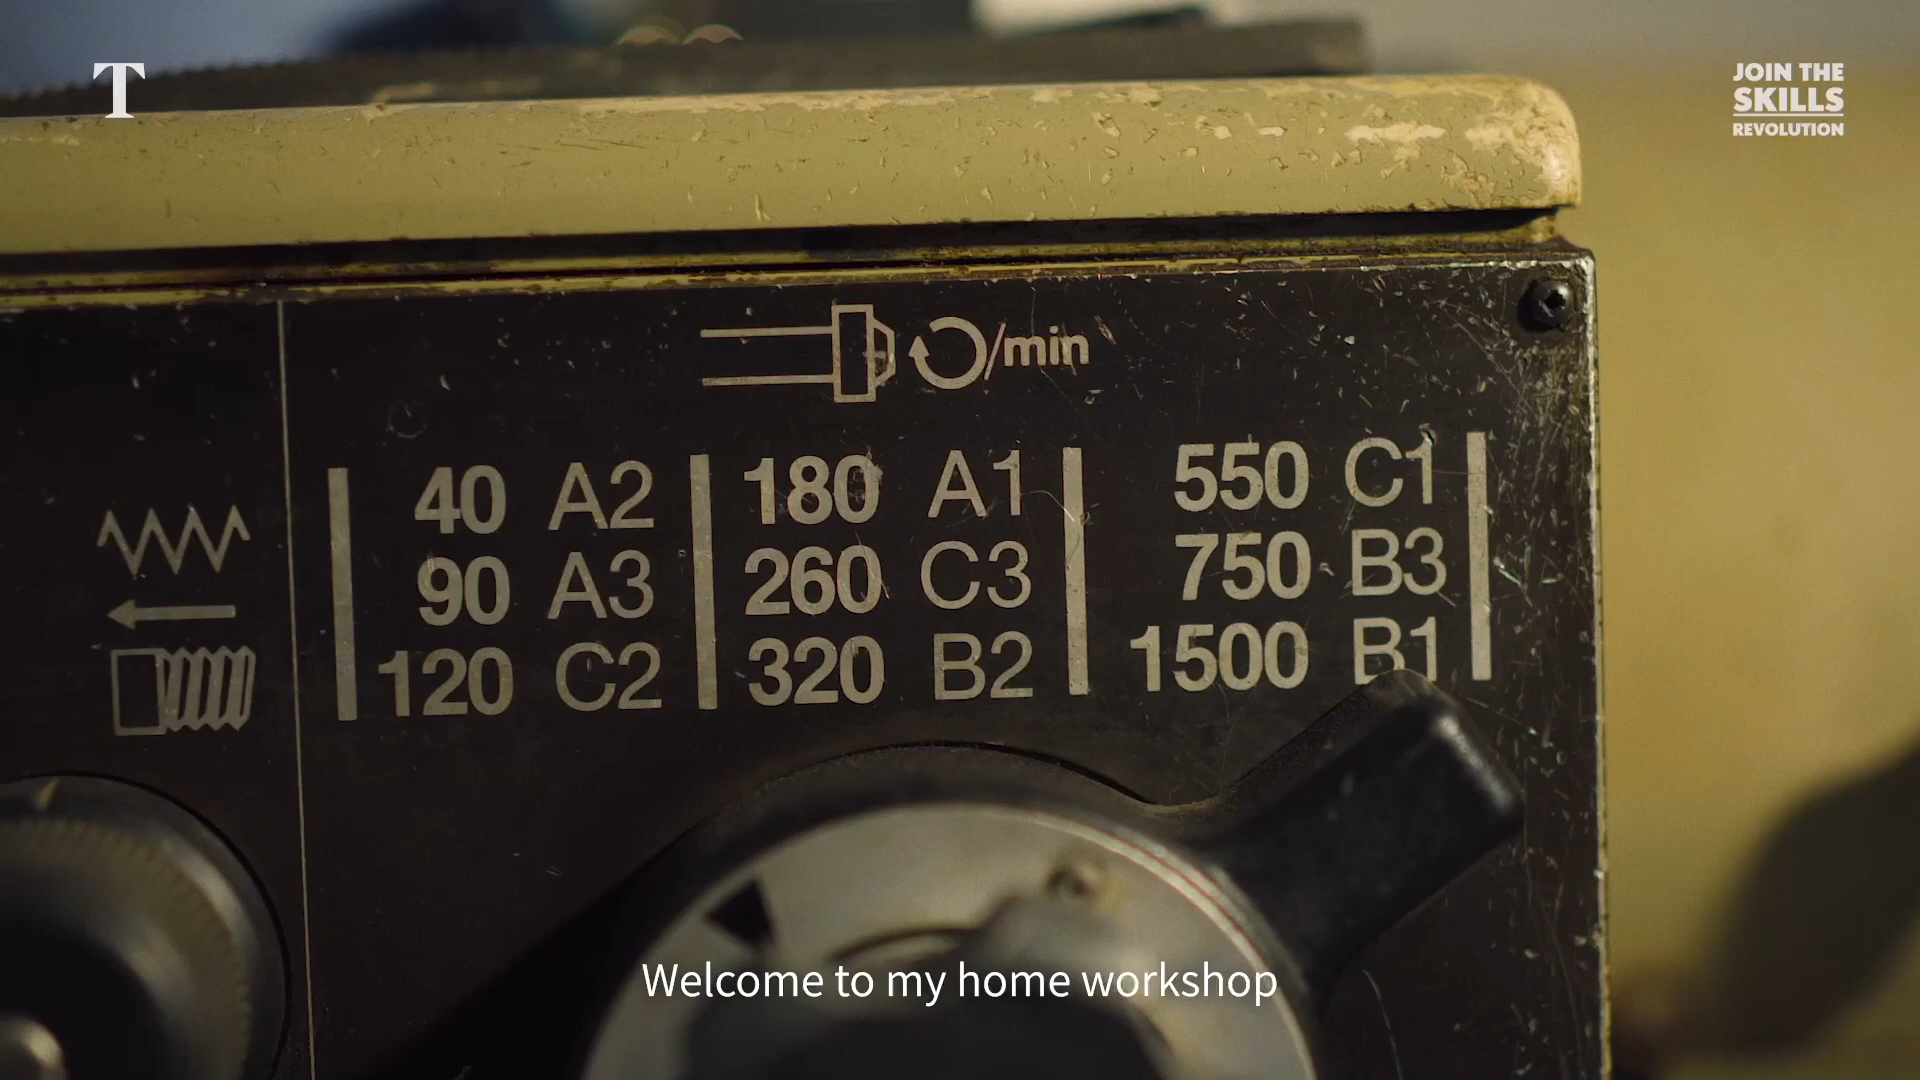 T
JOIN THE
SKILLS
REVOLUTION
/min
40 A2 180 A1 550 C1
90 A3 260 C3 750 B3
120 C2 320 B2 1500 B1
Welcome to my home workshop